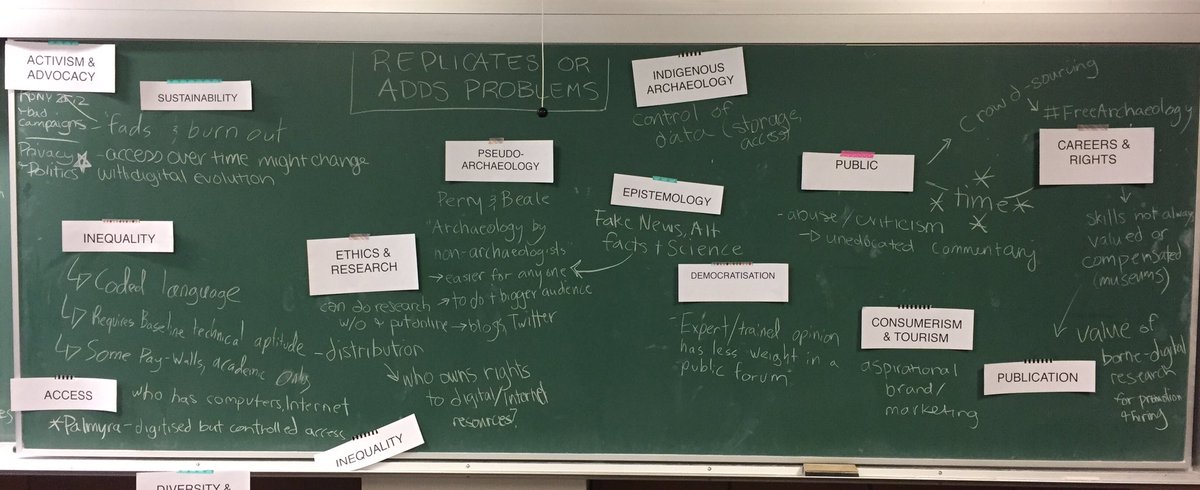 REPLICATES OR
ADDS PROBLEMS
ACTIVISM &
ADVOCACY
KONY 2012
-bad
campaigns
Privacy
& Politics
SUSTAINABILITY
-"fads & burn out
-access over time might change
with digital evolution
INEQUALITY
Coded language
Requires Baseline technical aptitude
Some Pay-Walls, academic only
ACCESS
who has computers, Internet
*Palmyra-digitised but controlled access
INEQUALITY
DIVERSITY &
ETHICS &
RESEARCH
can do research
w/o & put online
-distribution
who owns rights
to digital/internet
resources?
PSEUDO-
ARCHAEOLOGY
Perry & Beale
"Archaeology by
non-archaeologists"
→easier for anyone
→to do + bigger audience
→blogs, Twitter
INDIGENOUS
ARCHAEOLOGY
control of
data (storage,
access)
EPISTEMOLOGY
Fake News, Alt
facts + Science
DEMOCRATISATION
-Expert/trained opinion
has less weight in a
public forum"
PUBLIC
-abuse/criticism
→uneducated commentary
*time*
Crowd-sourcing
#FreeArchaeology
CAREERS &
RIGHTS
skills not always
valued or
compensated
(museums)
CONSUMERISM
& TOURISM
aspirational
brand/
marketing
PUBLICATION
value of
borne-digital
research
for promotion
& hiring